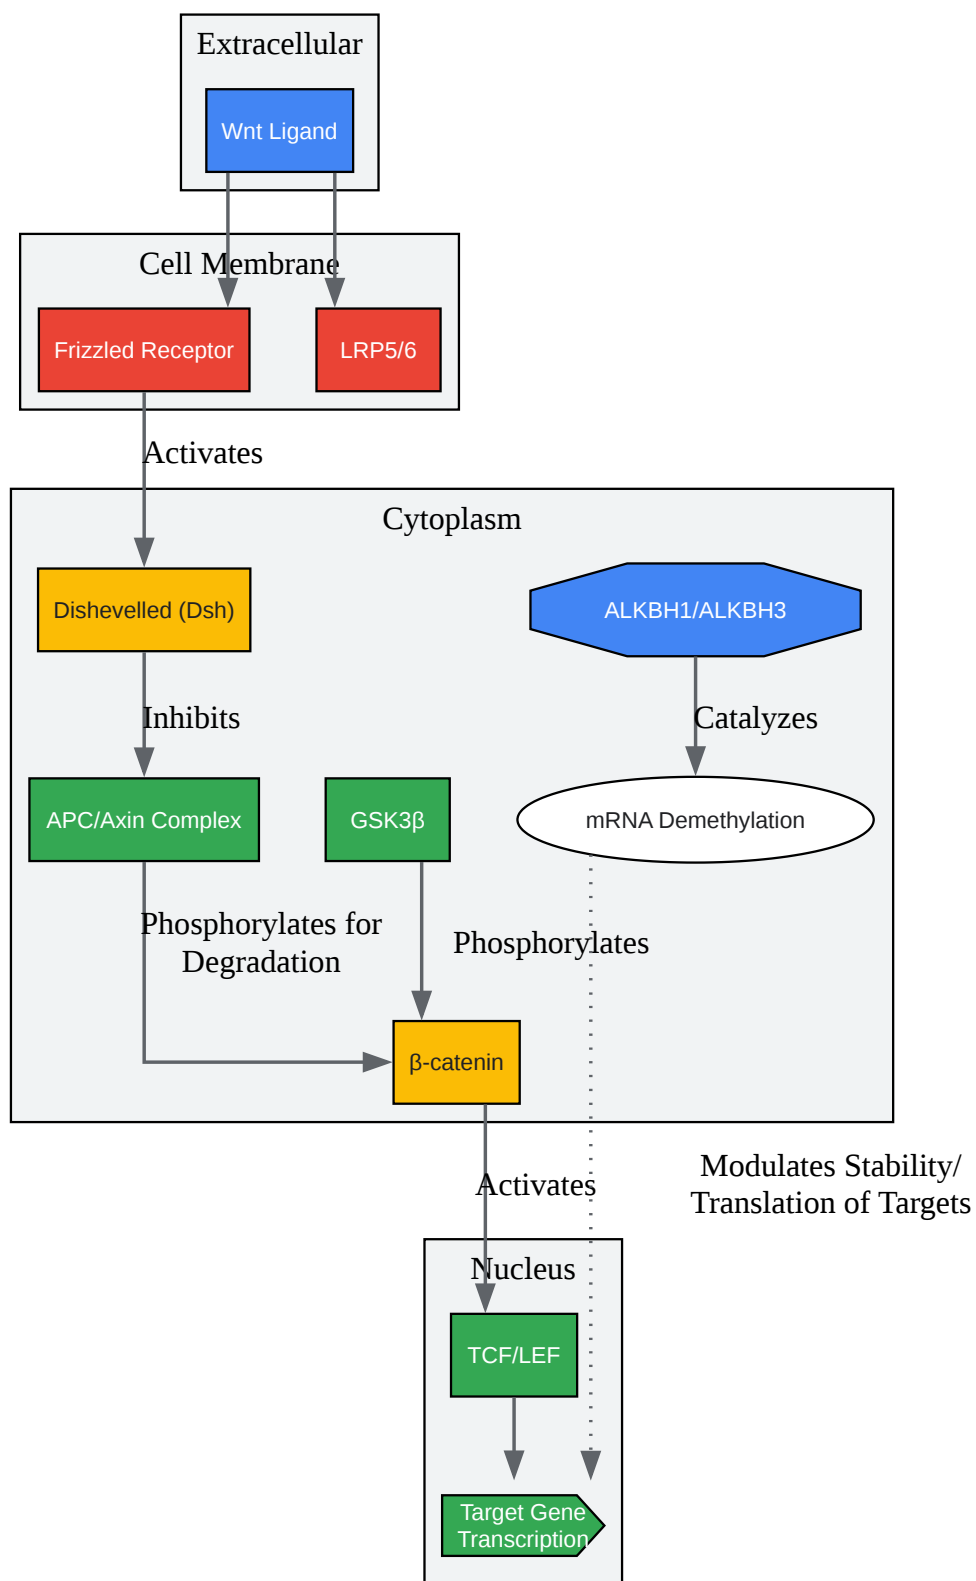 Extracellular
Wnt Ligand
Cell Membrane
Frizzled Receptor
LRP5/6
Activates
Cytoplasm
Dishevelled (Dsh)
ALKBH1/ALKBH3
Inhibits
Catalyzes
APC/Axin Complex
GSK3β
mRNA Demethylation
Phosphorylates for
Degradation
Phosphorylates
β-catenin
Activates
Modulates Stability/
Translation of Targets
Nucleus
TCF/LEF
Target Gene
Transcription